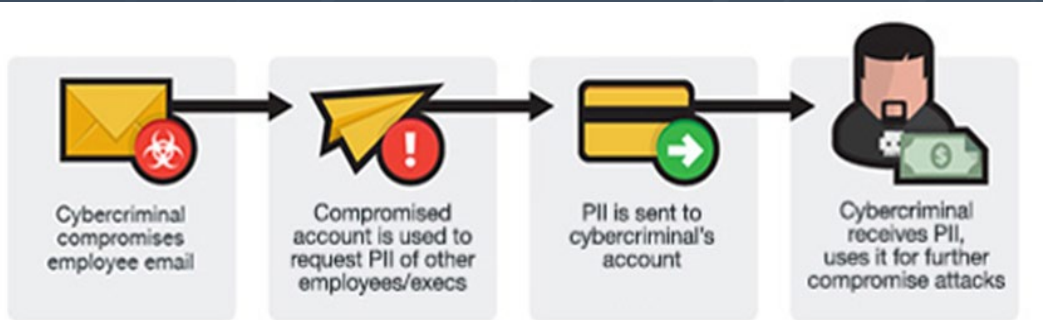 Cybercriminal
compromises
employee email
Compromised
account is used to
request PII of other
employees/execs
PII is sent to
cybercriminal's
account
Cybercriminal
receives PII,
uses it for further
compromise attacks